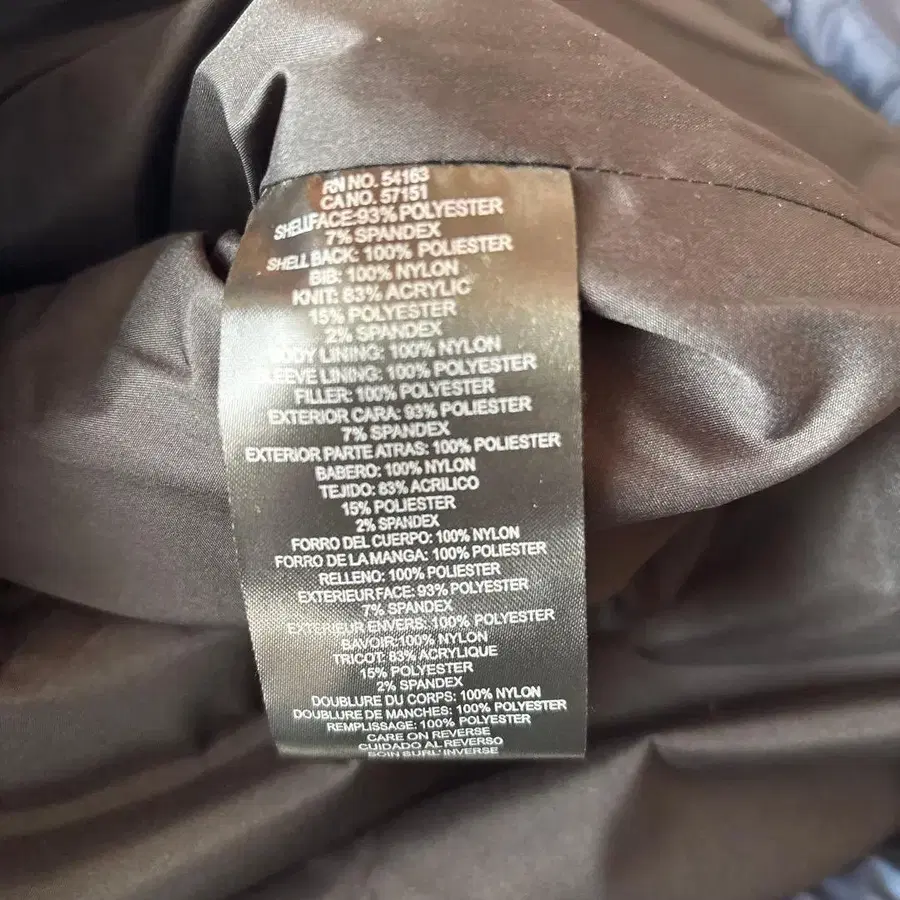 RN NO. 54163
CA NO. 57151
SHELLFACE:93% POLYESTER
7% SPANDEX
SHELL BACK: 100% POLIESTER
BIB: 100% NYLON
KNIT: 83% ACRYLIC
15% POLYESTER
2% SPANDEX
BODY LINING: 100% NYLON
SLEEVE LINING: 100% POLYESTER
FILLER: 100% POLYESTER
EXTERIOR CARA: 93% POLIESTER
7% SPANDEX
EXTERIOR PARTE ATRAS: 100% POLIESTER
BABERO: 100% NYLON
TEJIDO: 83% ACRILICO
15% POLIESTER
2% SPANDEX
FORRO DEL CUERPO: 100% NYLON
FORRO DE LA MANGA: 100% POLIESTER
RELLENO: 100% POLIESTER
EXTERIEUR FACE: 93% POLYESTER
7% SPANDEX
EXTERIEUR ENVERS: 100% POLYESTER
BAVOIR:100% NYLON
TRICOT: 83% ACRYLIQUE
15% POLYESTER
2% SPANDEX
DOUBLURE DU CORPS: 100% NYLON
DOUBLURE DE MANCHES: 100% POLYESTER
REMPLISSAGE: 100% POLYESTER
CARE ON REVERSE
CUIDADO AL REVERSO
SOIN SURL'INVERSE